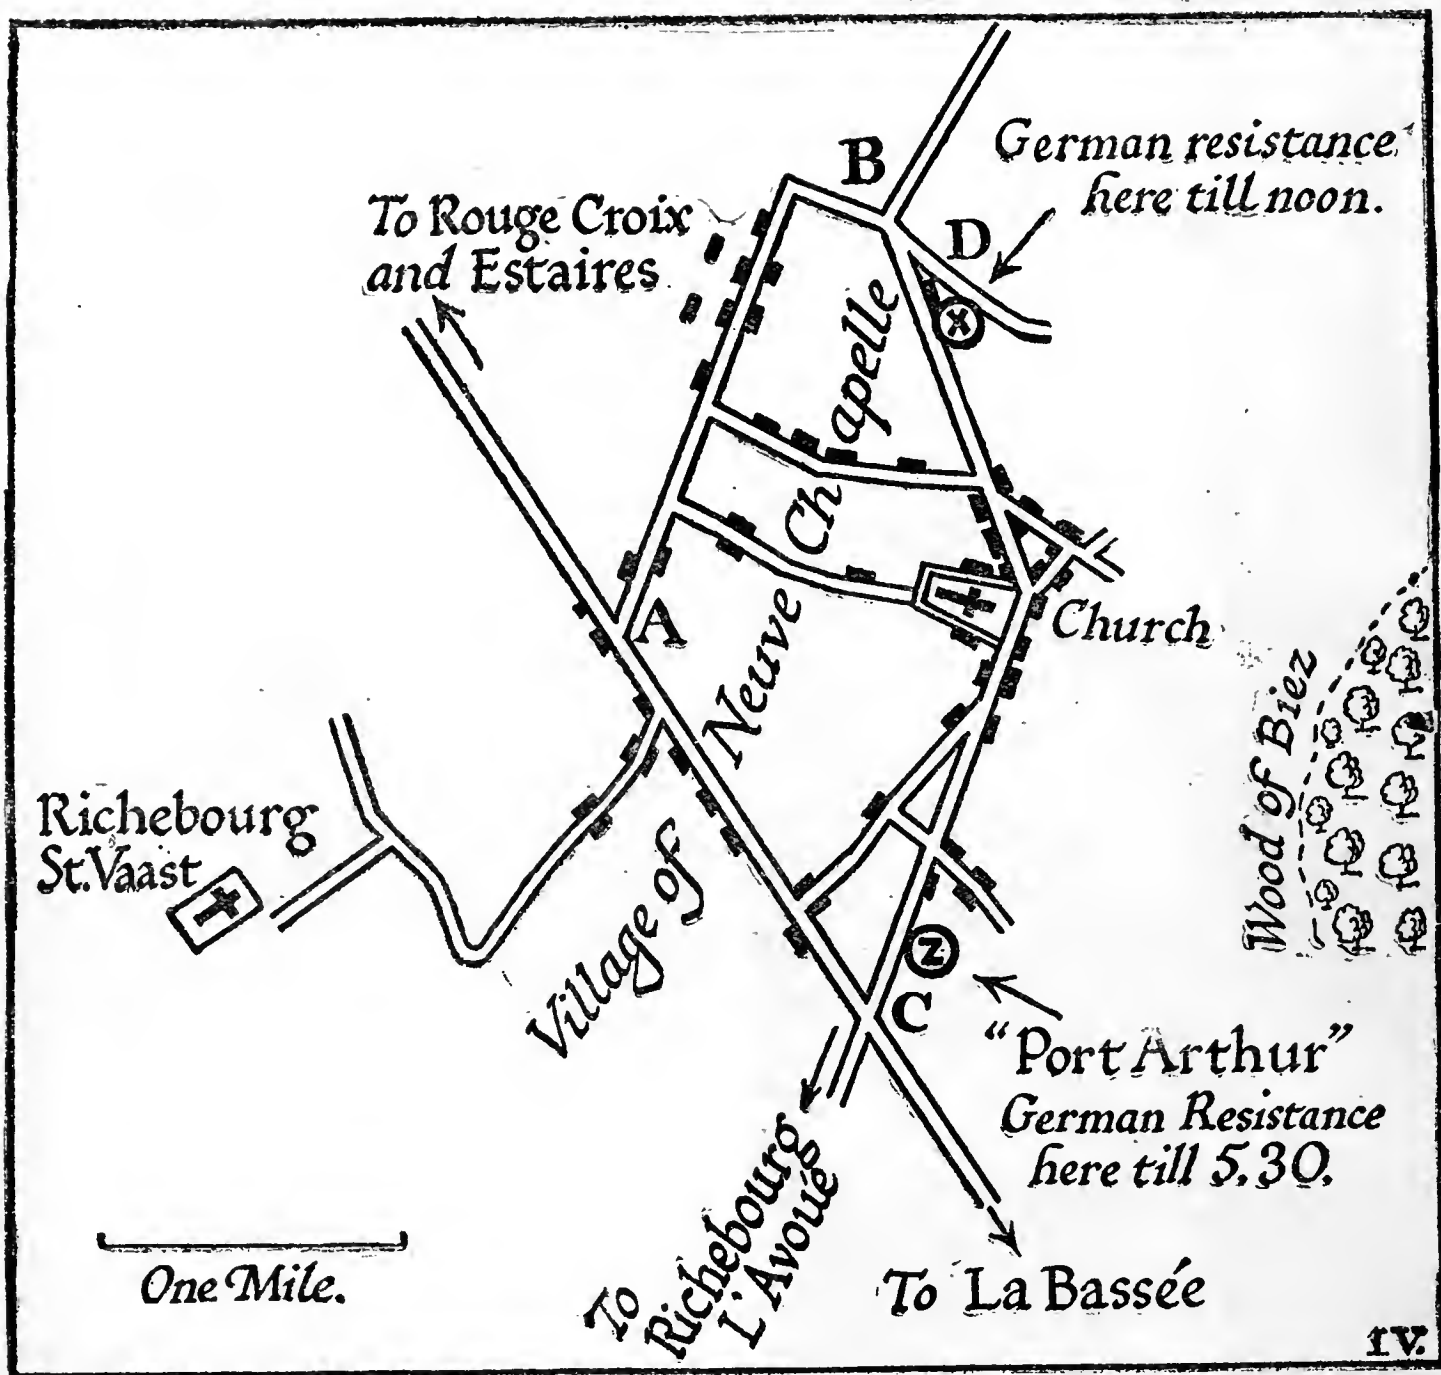 B
German resistance
here till noon.
To Rouge Croix
and Estaires
D
X
Village of Neuve Chapelle
A
Church
Wood of Biez
Richebourg
St. Vaast
Z
C
"Port Arthur"
German Resistance
here till 5.30.
To
Richebourg
L'Avoué
To La Bassée
One Mile.
IV.